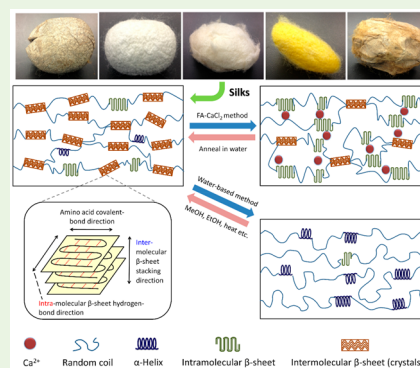 Silks
FA-CaCl₂ method
Anneal in water
Water-based method
MeOH, EtOH, heat etc.
Amino acid covalent-
bond direction
Inter-
molecular
β-sheet
stacking
direction
Intra-molecular β-sheet hydrogen-
bond direction
Ca²⁺
Random coil
α-Helix
Intramolecular β-sheet
Intermolecular β-sheet (crystals)